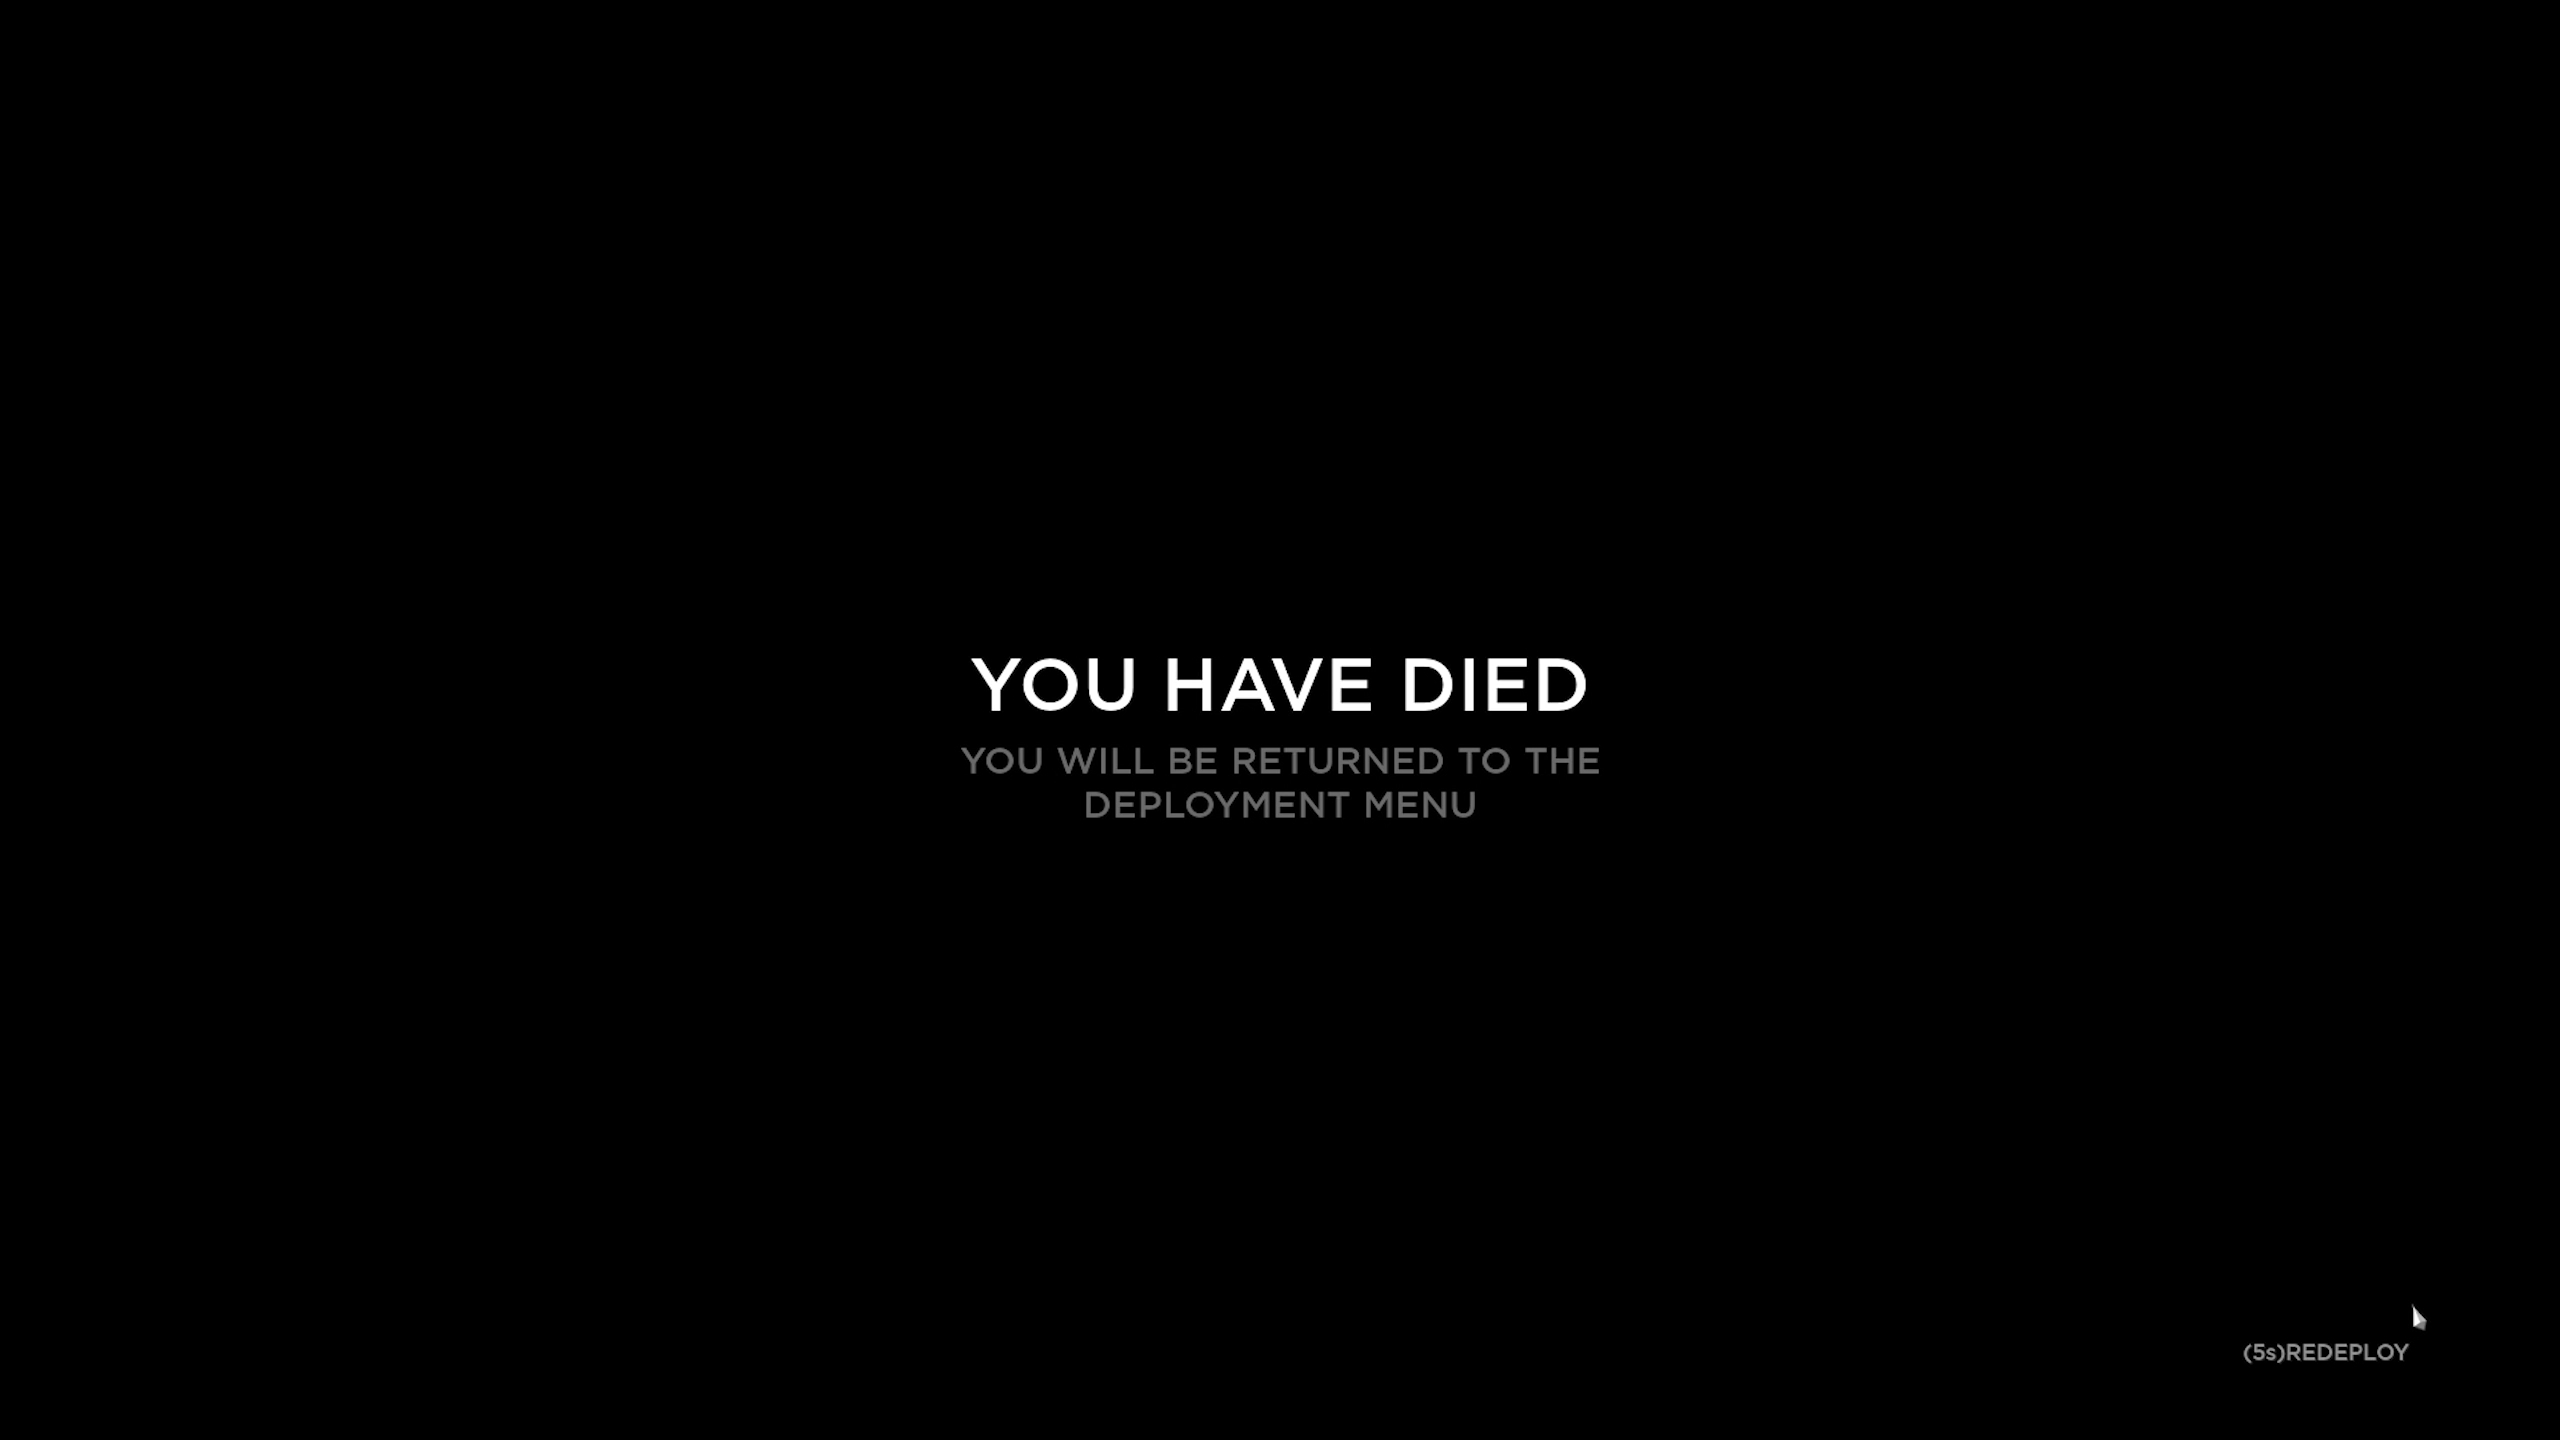 YOU HAVE DIED
YOU WILL BE RETURNED TO THE
DEPLOYMENT MENU
(5s)REDEPLOY